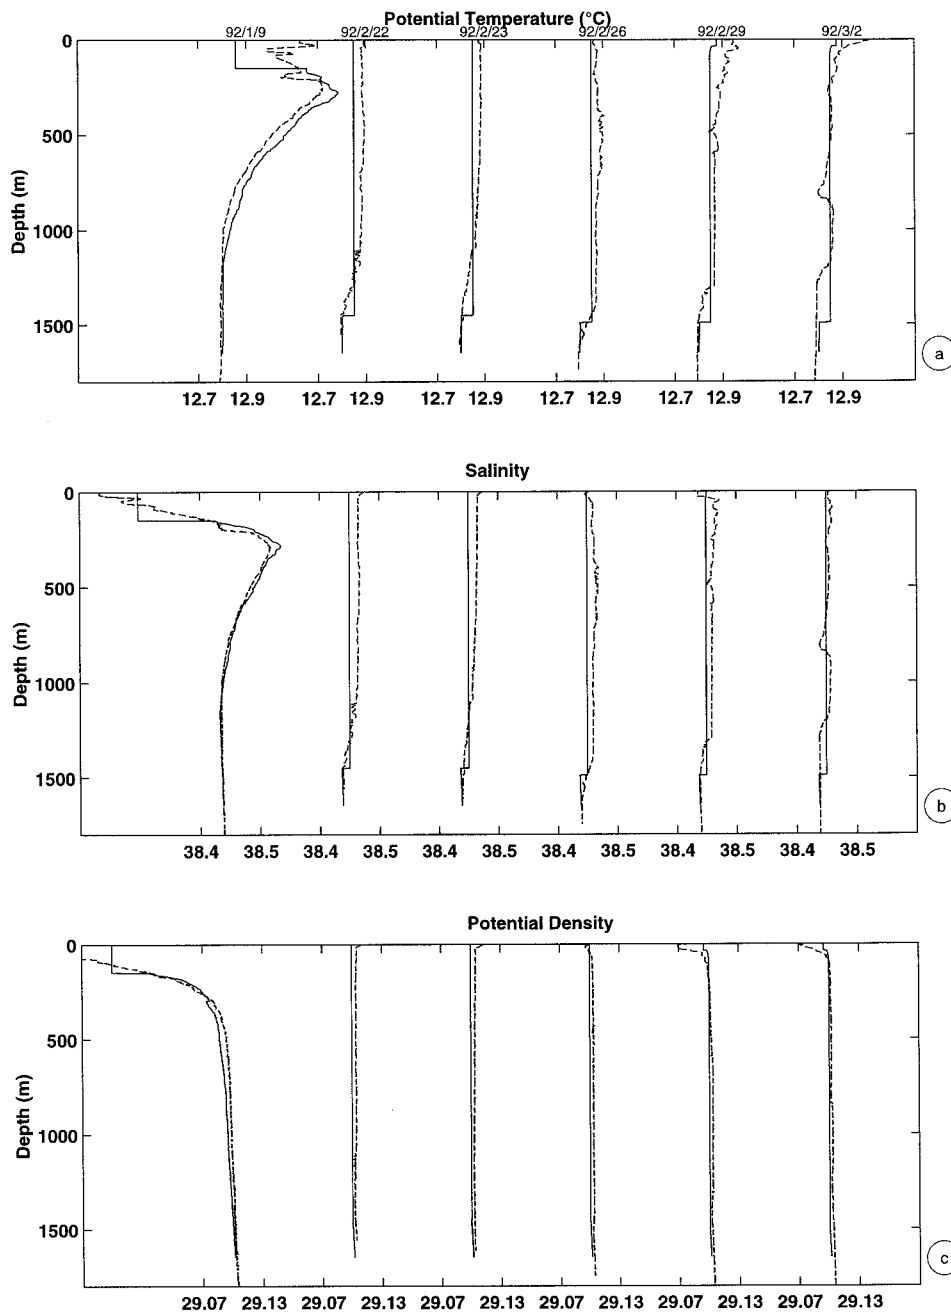 Potential Temperature (°C)
92/1/9 92/2/22 92/2/23 92/2/26 92/2/29 92/3/2
0
500
1000
1500
Depth (m)
a
12.7 12.9 12.7 12.9 12.7 12.9 12.7 12.9 12.7 12.9 12.7 12.9
Salinity
0
500
1000
1500
Depth (m)
b
38.4 38.5 38.4 38.5 38.4 38.5 38.4 38.5 38.4 38.5 38.4 38.5
Potential Density
0
500
1000
1500
Depth (m)
c
29.07 29.13 29.07 29.13 29.07 29.13 29.07 29.13 29.07 29.13 29.07 29.13